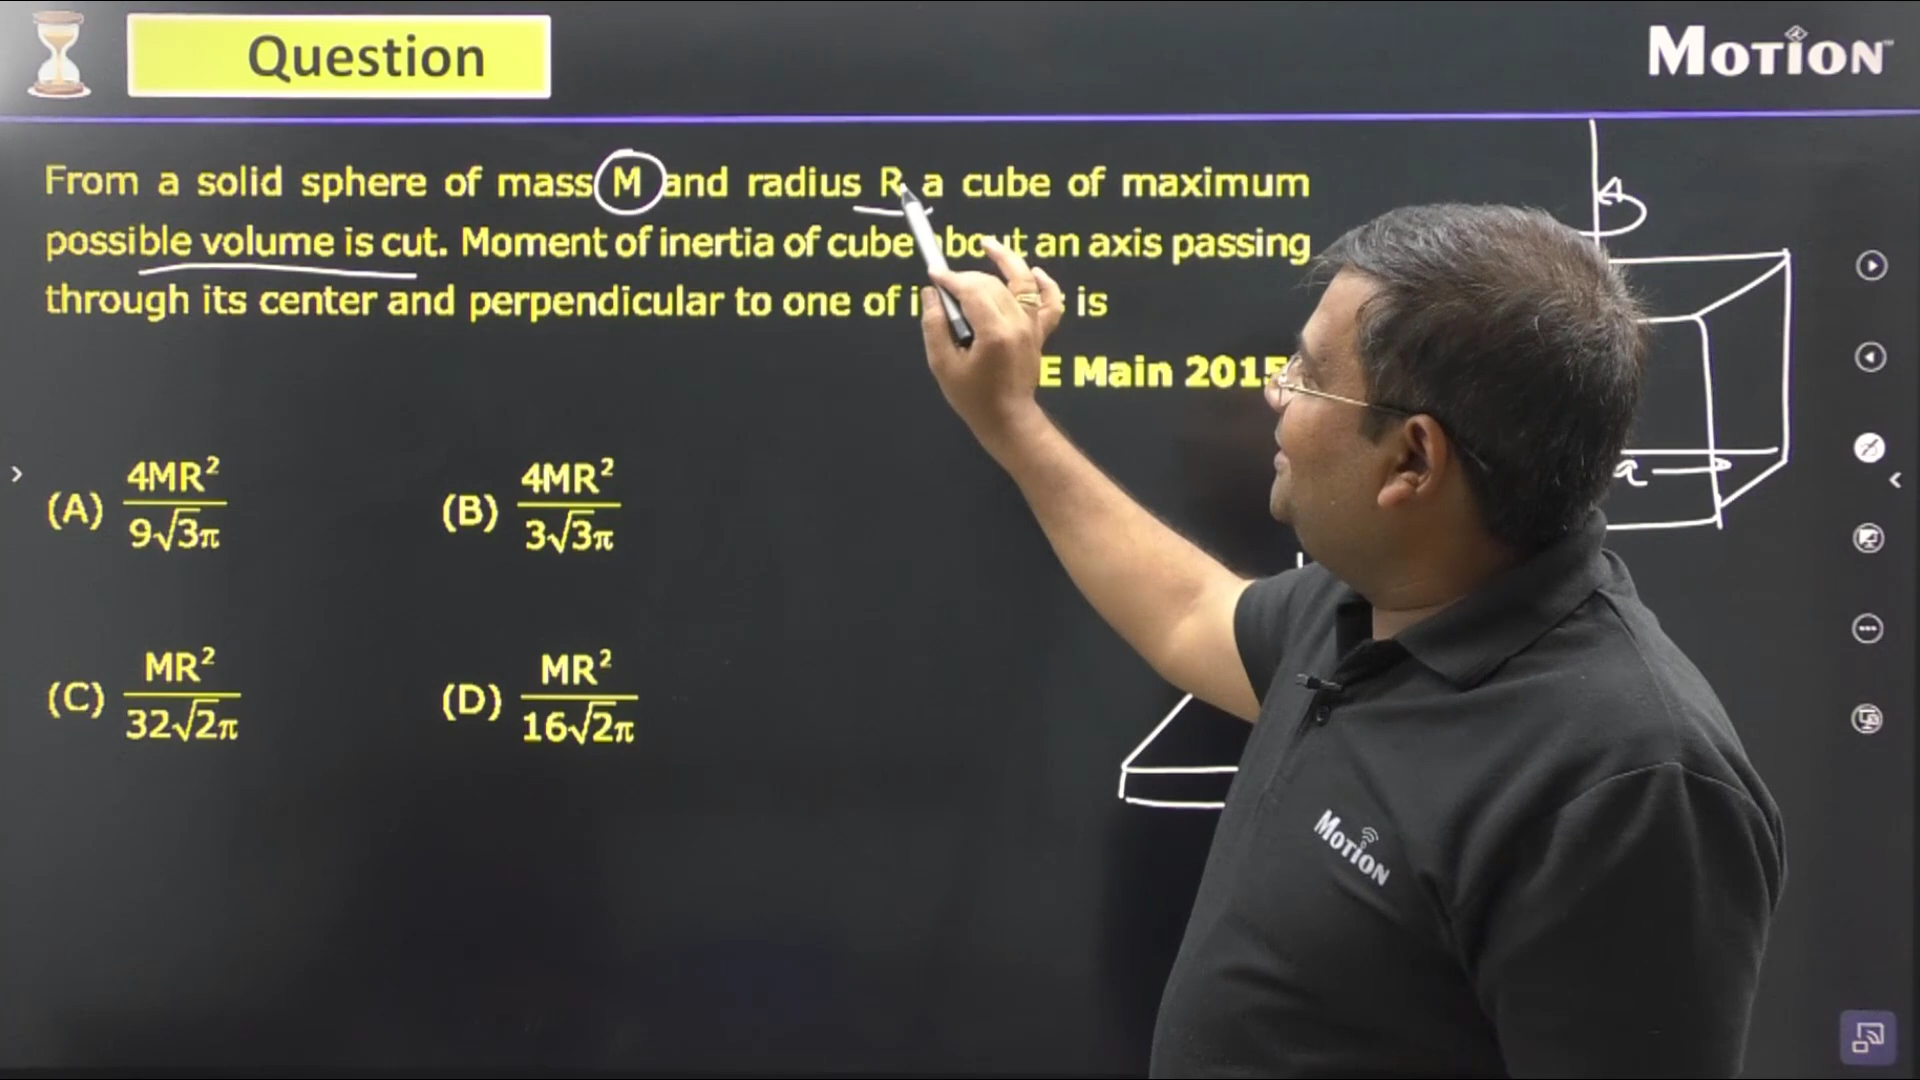 Question
MOTION
From a solid sphere of mass M and radius R a cube of maximum
possible volume is cut. Moment of inertia of cube about an axis passing
through its center and perpendicular to one of is
E Main 2015
(A) 4MR² / 9√3π
(B) 4MR² / 3√3π
a
(C) MR² / 32√2π
(D) MR² / 16√2π
MOTION